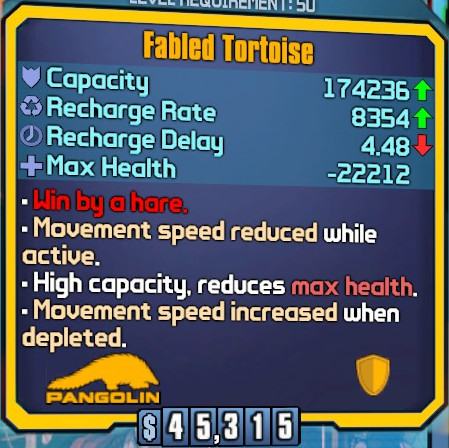 LEVEL REQUIREMENT: 50
Fabled Tortoise
Capacity 174236
Recharge Rate 8354
Recharge Delay 4.48
Max Health -22212
• Win by a hare.
• Movement speed reduced while
active.
• High capacity, reduces max health.
• Movement speed increased when
depleted.
PANGOLIN
$45,315